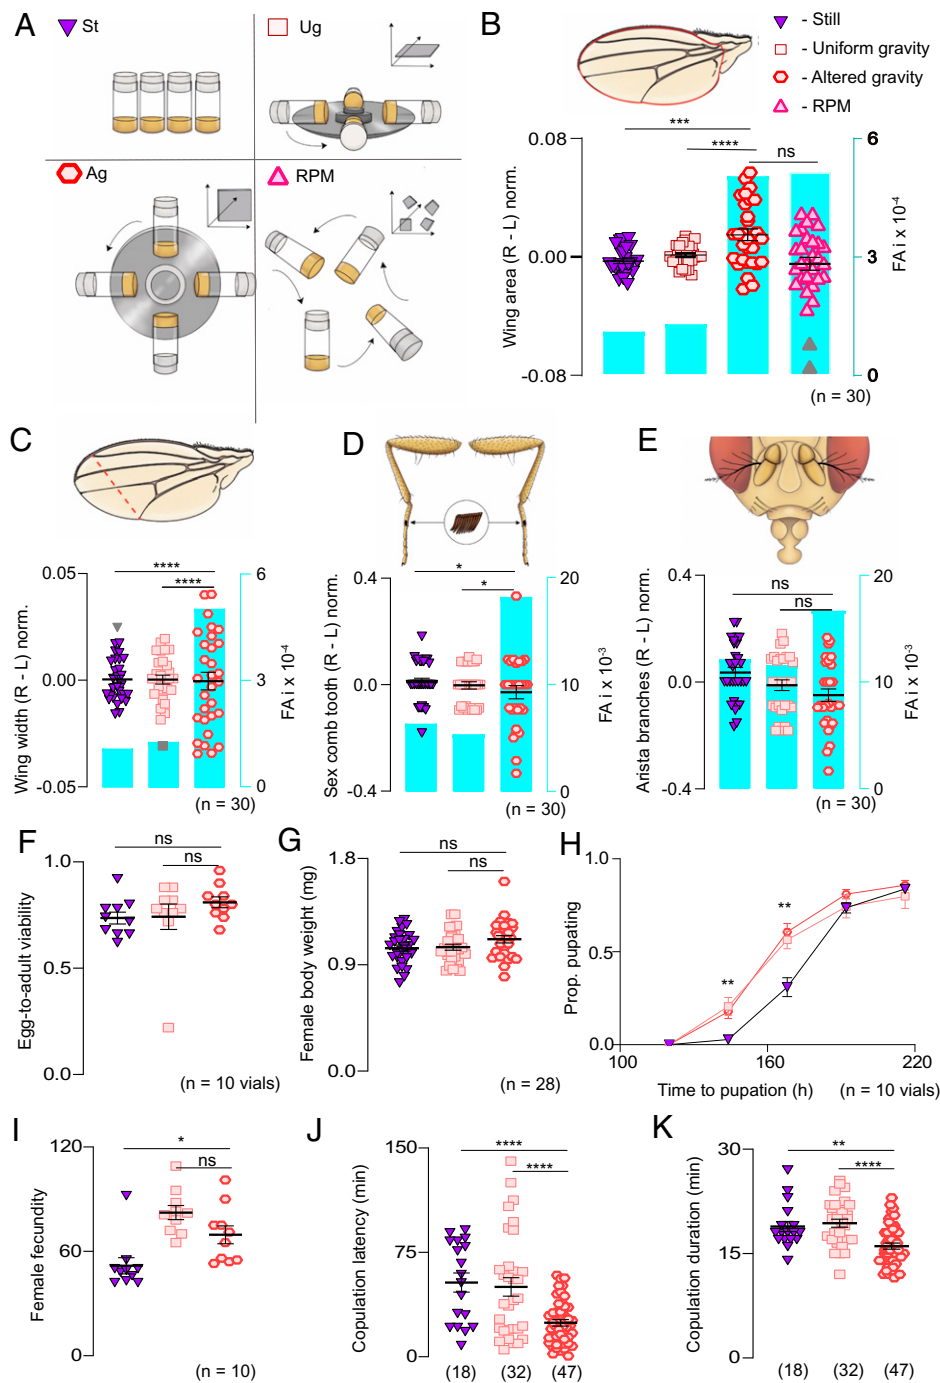 A
St
Ug
Ag
RPM
B
- Still
- Uniform gravity
- Altered gravity
- RPM
Wing area (R - L) norm.
0.08
0.00
-0.08
***
****
ns
6
3
0
FA i x 10⁻⁴
(n = 30)
C
Wing width (R - L) norm.
0.05
0.00
-0.05
****
****
6
3
0
FA i x 10⁻⁴
(n = 30)
D
Sex comb tooth (R - L) norm.
0.4
0.0
-0.4
*
*
20
10
0
FA i x 10⁻³
(n = 30)
E
Arista branches (R - L) norm.
0.4
0.0
-0.4
ns
ns
20
10
0
FA i x 10⁻³
(n = 30)
F
Egg-to-adult viability
1.0
0.5
0.0
ns
ns
(n = 10 vials)
G
Female body weight (mg)
1.8
0.9
0.0
ns
ns
(n = 28)
H
Prop. pupating
1.0
0.5
0.0
**
**
100
160
220
Time to pupation (h)
(n = 10 vials)
I
Female fecundity
120
60
0
*
ns
(n = 10)
J
Copulation latency (min)
150
75
0
****
****
(18)
(32)
(47)
K
Copulation duration (min)
30
15
0
**
****
(18)
(32)
(47)